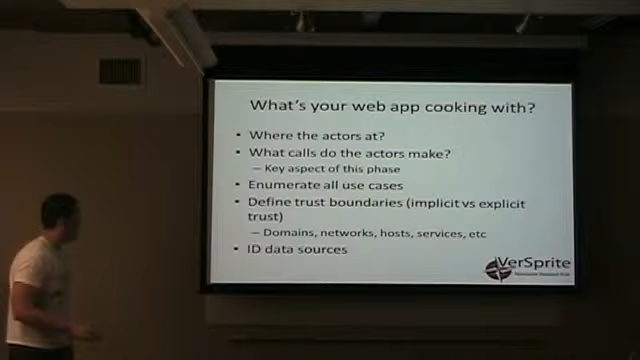 What's your web app cooking with?
• Where the actors at?
• What calls do the actors make?
– Key aspect of this phase
• Enumerate all use cases
• Define trust boundaries (implicit vs explicit
trust)
– Domains, networks, hosts, services, etc
• ID data sources
VerSprite